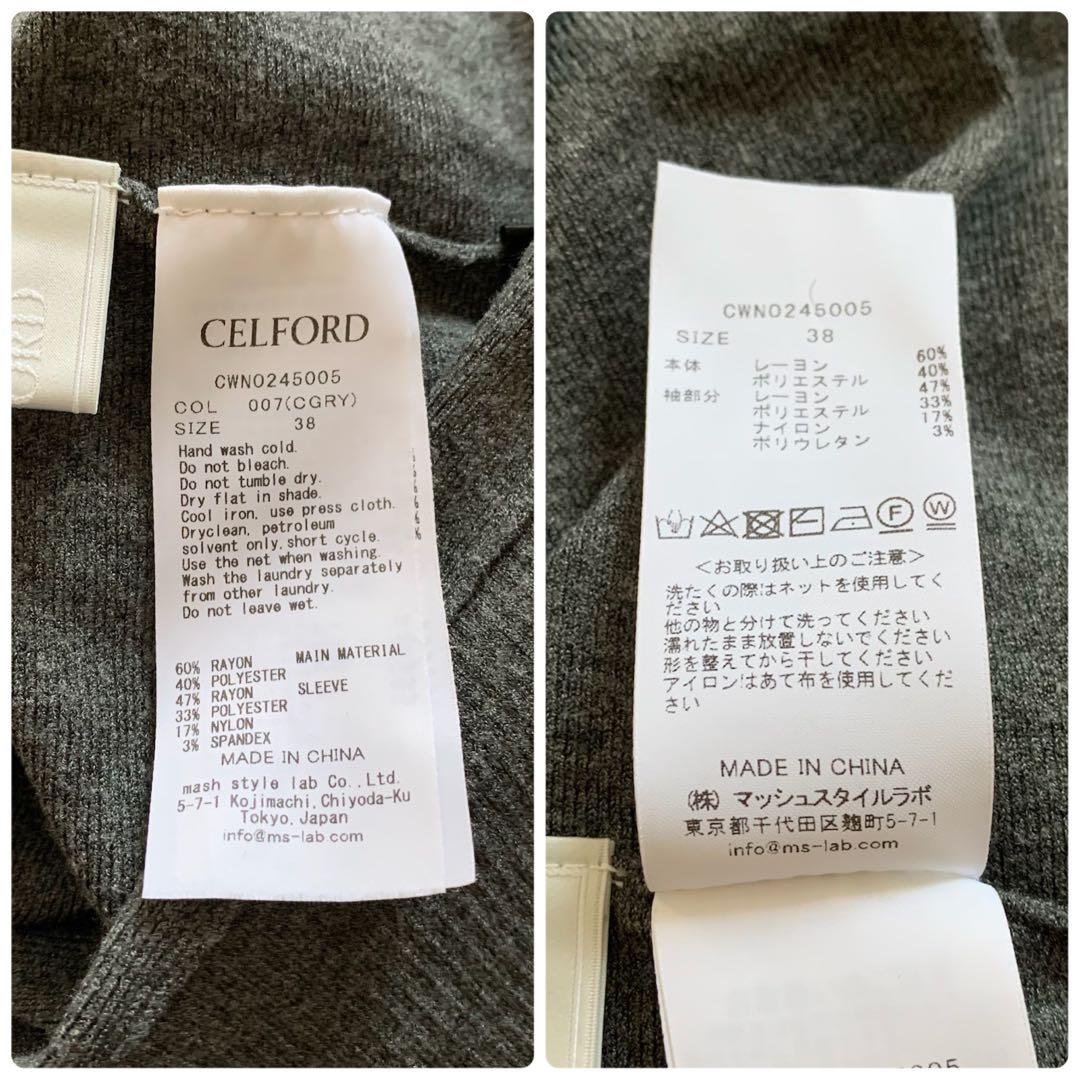 CELFORD
CWNO245005
COL 007(CGRY)
SIZE 38
Hand wash cold.
Do not bleach.
Do not tumble dry.
Dry flat in shade.
Cool iron, use press cloth.
Dryclean, petroleum
solvent only, short cycle.
Use the net when washing.
Wash the laundry separately
from other laundry.
Do not leave wet.
60% RAYON MAIN MATERIAL
40% POLYESTER
47% RAYON SLEEVE
33% POLYESTER
17% NYLON
3% SPANDEX
MADE IN CHINA
mash style lab Co., Ltd.
5-7-1 Kojimachi, Chiyoda-Ku
Tokyo, Japan
info@ms-lab.com
CWNO245005
SIZE 38
本体 レーヨン 60%
ポリエステル 40%
袖部分 レーヨン 47%
ポリエステル 33%
ナイロン 17%
ポリウレタン 3%
F W
<お取り扱い上のご注意>
洗たくの際はネットを使用してく
ださい
他の物と分けて洗ってください
濡れたまま放置しないでください
形を整えてから干してください
アイロンはあて布を使用してくだ
さい
MADE IN CHINA
(株) マッシュスタイルラボ
東京都千代田区麹町5-7-1
info@ms-lab.com